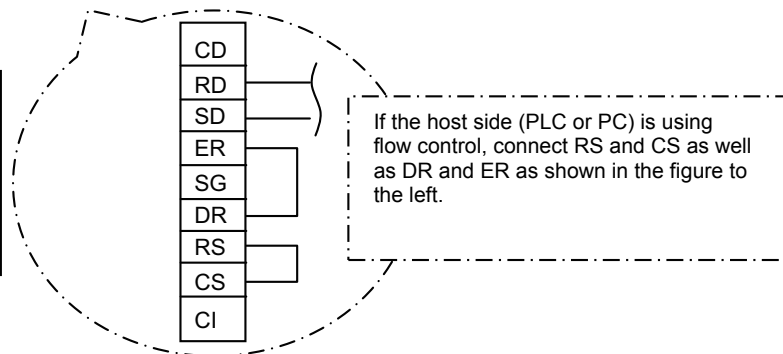 CD
RD
SD
ER
SG
DR
RS
CS
CI
If the host side (PLC or PC) is using
flow control, connect RS and CS as well
as DR and ER as shown in the figure to
the left.